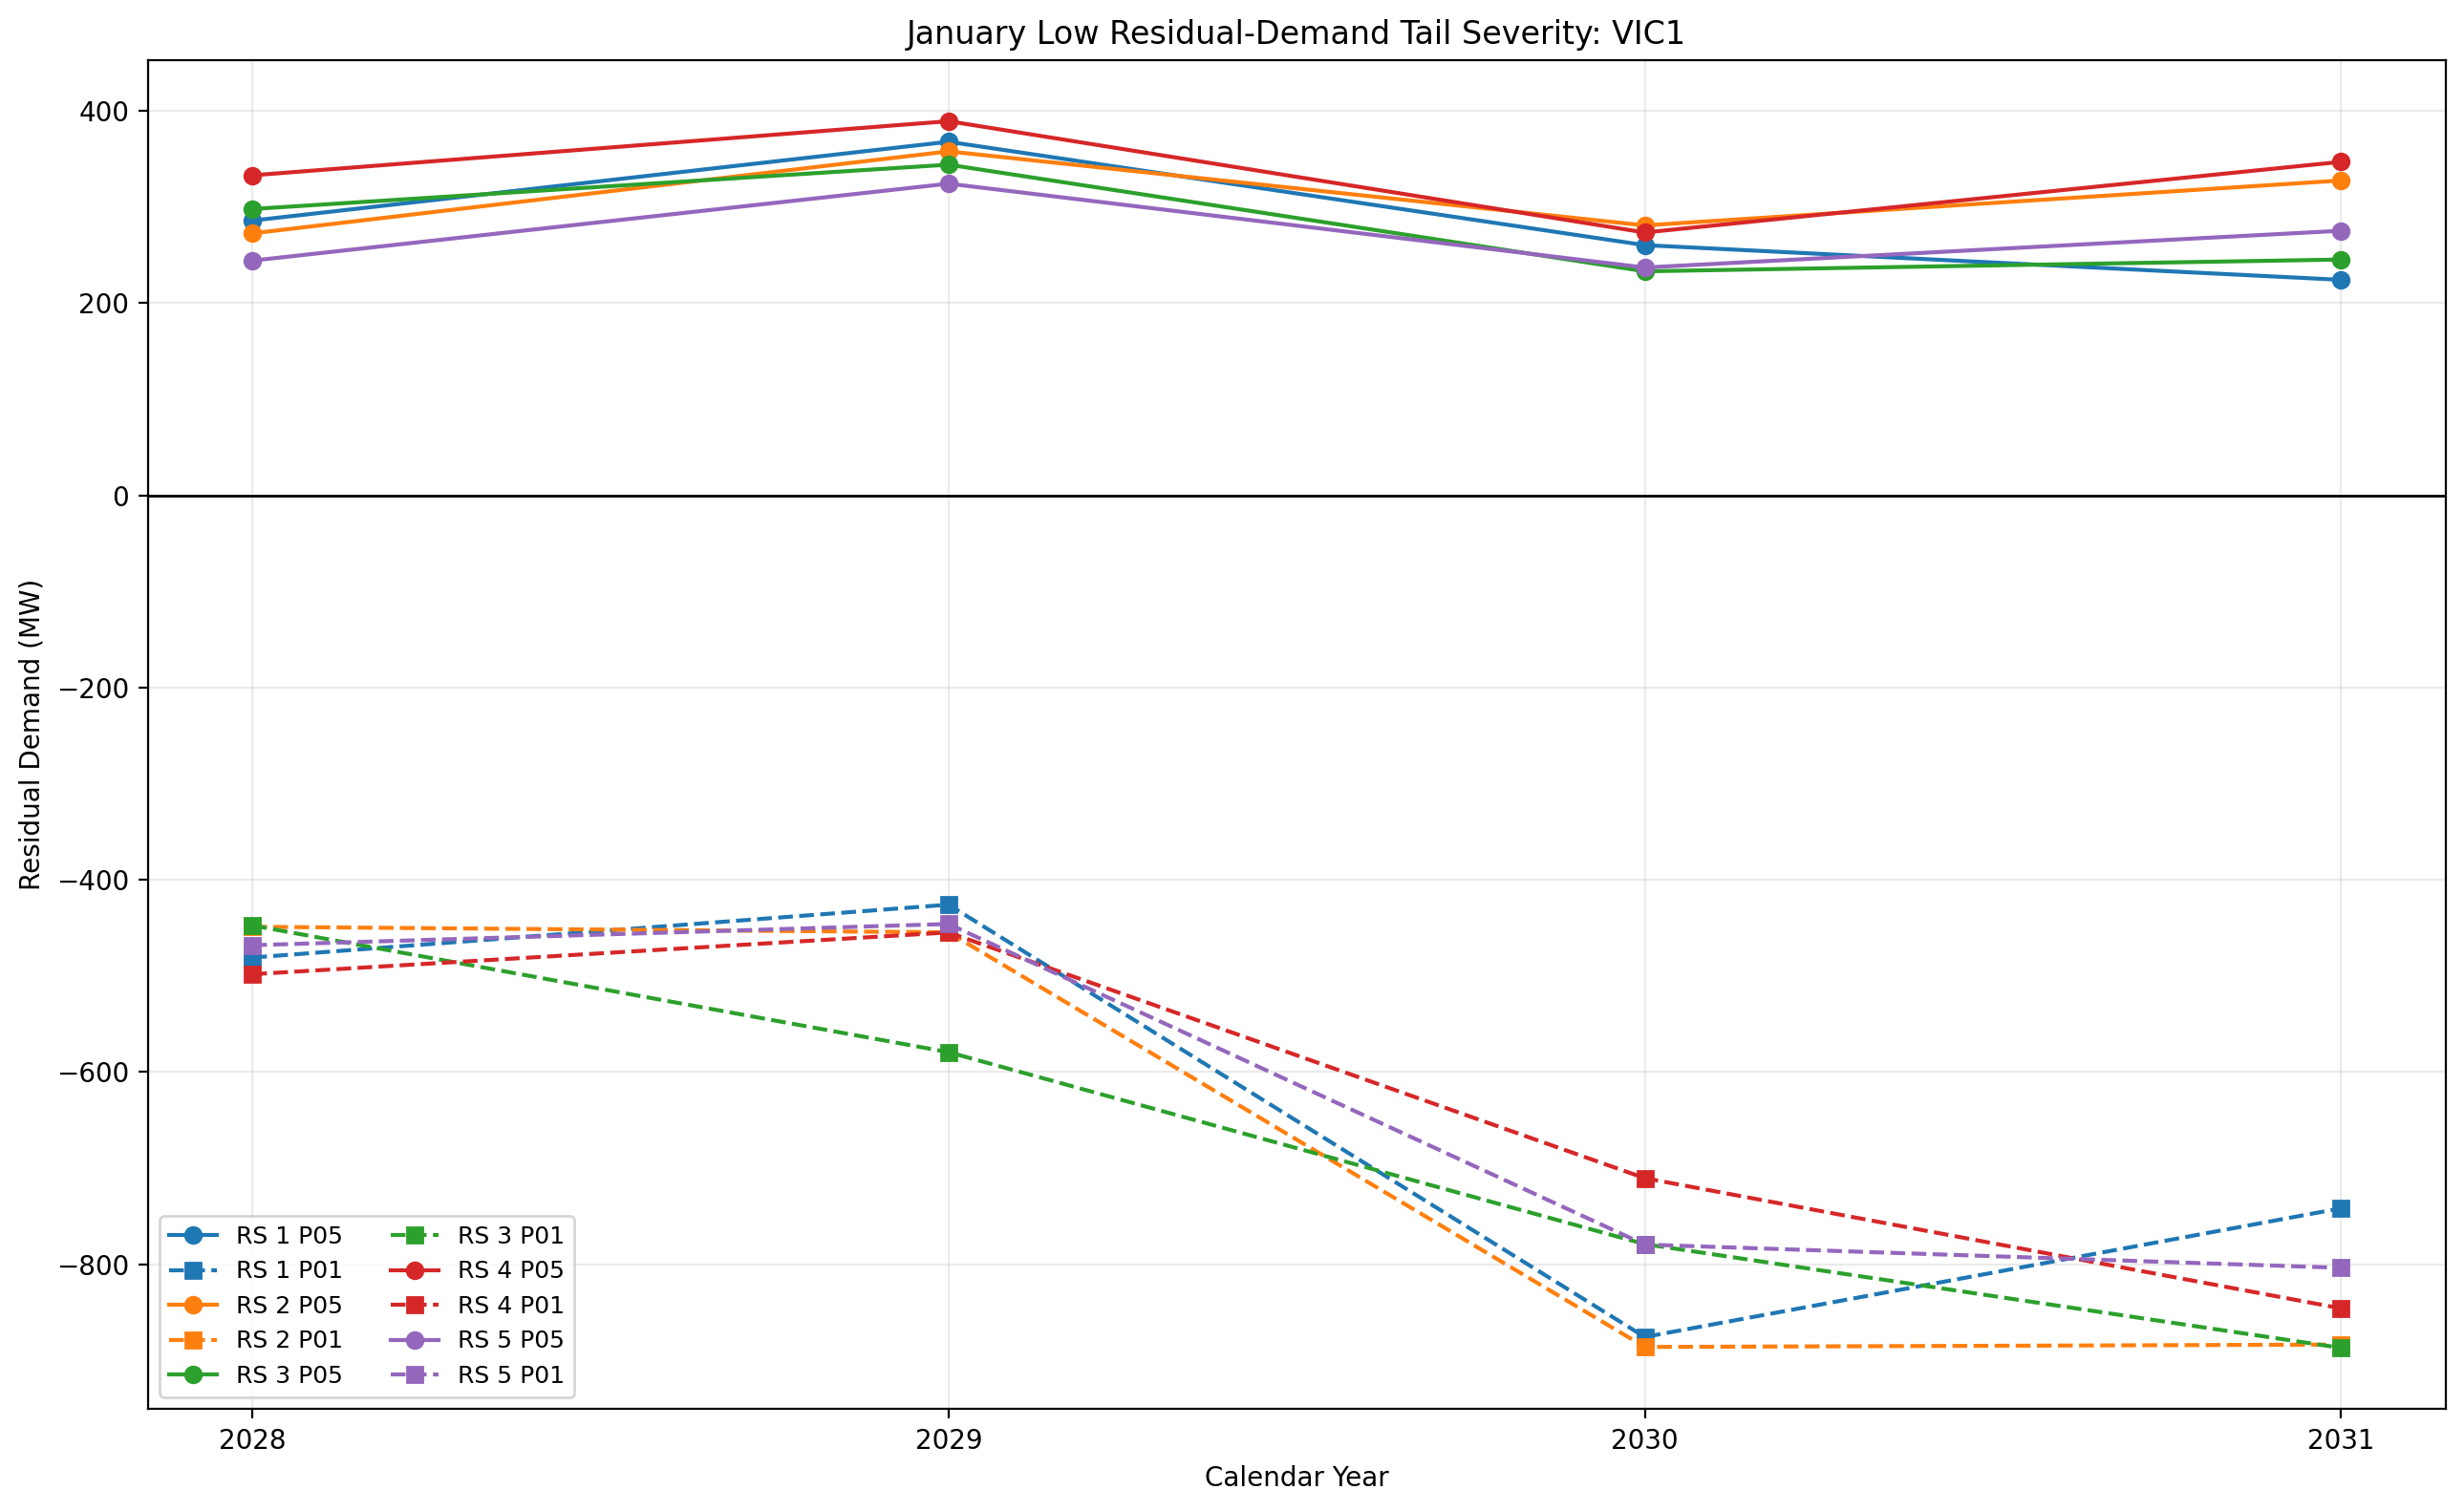 January Low Residual-Demand Tail Severity: VIC1
Residual Demand (MW)
400
200
0
−200
−400
−600
−800
RS 1 P05
RS 1 P01
RS 2 P05
RS 2 P01
RS 3 P05
RS 3 P01
RS 4 P05
RS 4 P01
RS 5 P05
RS 5 P01
2028
2029
2030
2031
Calendar Year